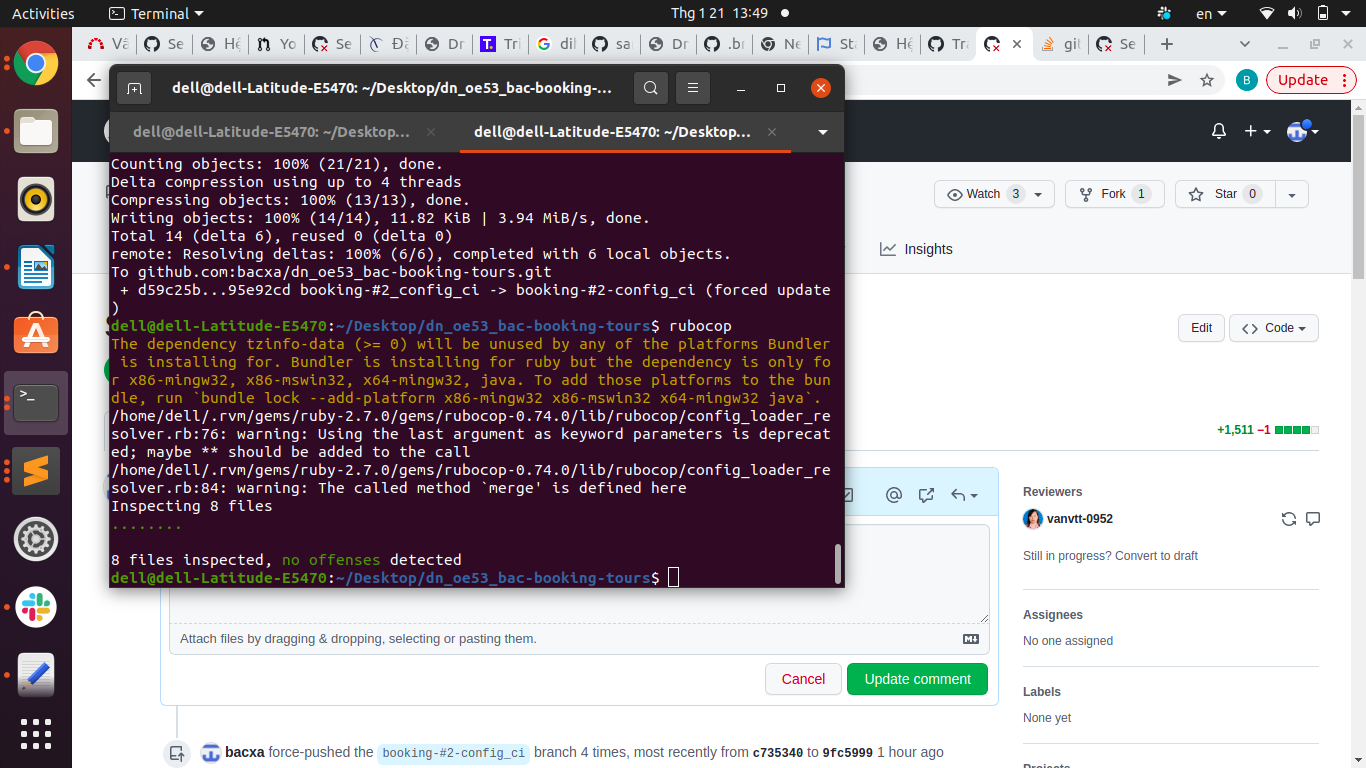 Activities
Terminal
Thg 1 21 13:49
en
Vâ
Se
Hệ
Yo
Se
Đà
Dr
T.
Tri
G
dil
sa
Dr
.br
Ne
Sta
Hệ
Tra
git
Se
B
Update
dell@dell-Latitude-E5470: ~/Desktop/dn_oe53_bac-booking-...
dell@dell-Latitude-E5470: ~/Desktop...
dell@dell-Latitude-E5470: ~/Desktop...
Counting objects: 100% (21/21), done.
Delta compression using up to 4 threads
Compressing objects: 100% (13/13), done.
Writing objects: 100% (14/14), 11.82 KiB | 3.94 MiB/s, done.
Total 14 (delta 6), reused 0 (delta 0)
remote: Resolving deltas: 100% (6/6), completed with 6 local objects.
To github.com:bacxa/dn_oe53_bac-booking-tours.git
+ d59c25b...95e92cd booking-#2_config_ci -> booking-#2-config_ci (forced update
)
dell@dell-Latitude-E5470:~/Desktop/dn_oe53_bac-booking-tours$ rubocop
The dependency tzinfo-data (>= 0) will be unused by any of the platforms Bundler
is installing for. Bundler is installing for ruby but the dependency is only fo
r x86-mingw32, x86-mswin32, x64-mingw32, java. To add those platforms to the bun
dle, run `bundle lock --add-platform x86-mingw32 x86-mswin32 x64-mingw32 java`.
/home/dell/.rvm/gems/ruby-2.7.0/gems/rubocop-0.74.0/lib/rubocop/config_loader_re
solver.rb:76: warning: Using the last argument as keyword parameters is deprecat
ed; maybe ** should be added to the call
/home/dell/.rvm/gems/ruby-2.7.0/gems/rubocop-0.74.0/lib/rubocop/config_loader_re
solver.rb:84: warning: The called method `merge' is defined here
Inspecting 8 files
........
8 files inspected, no offenses detected
dell@dell-Latitude-E5470:~/Desktop/dn_oe53_bac-booking-tours$
Watch 3
Fork 1
Star 0
Insights
Edit
Code
+1,511 −1
Reviewers
vanvtt-0952
Still in progress? Convert to draft
Assignees
No one assigned
Labels
None yet
Projects
Attach files by dragging & dropping, selecting or pasting them.
Cancel
Update comment
bacxa force-pushed the booking-#2-config_ci branch 4 times, most recently from c735340 to 9fc5999 1 hour ago